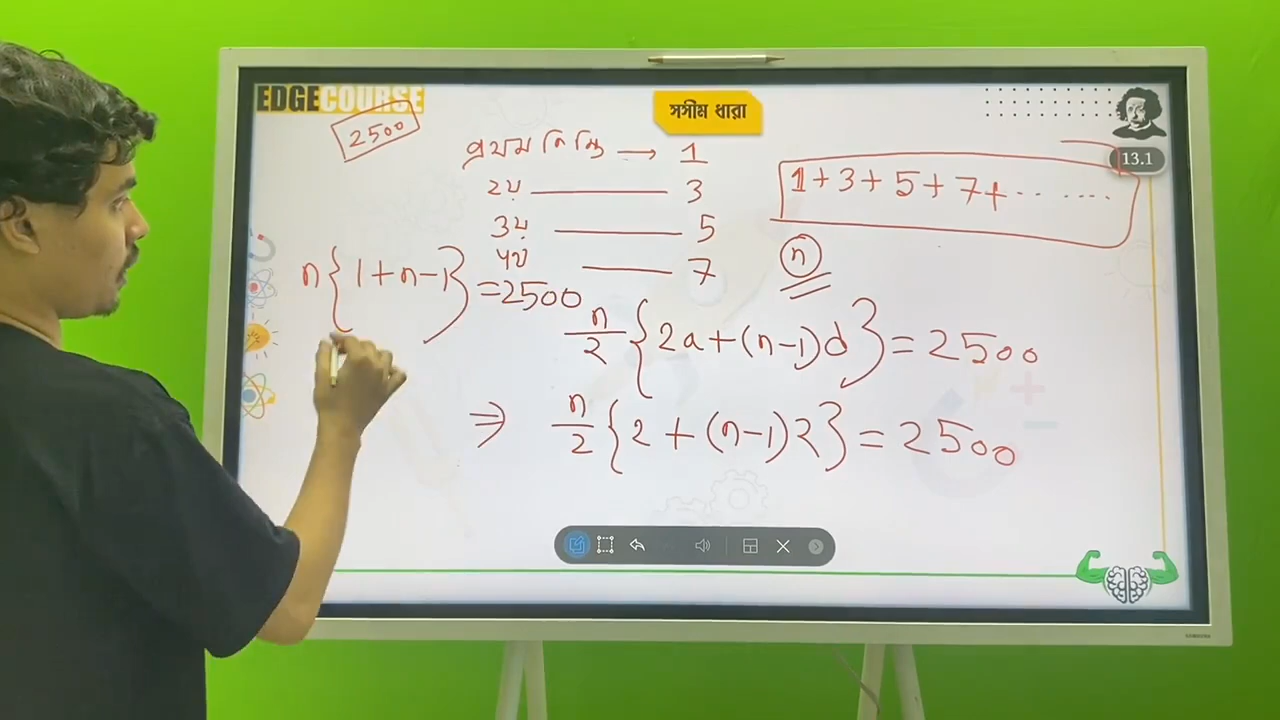 EDGECOURSE
সসীম ধারা
13.1
2500
প্রথম কিস্তি → 1
২য় — 3
৩য় — 5
৪র্থ — 7
1+3+5+7+ ... ....
n
n{1+n-1}=2500
n/2{2a+(n-1)d}=2500
⇒ n/2{2+(n-1)2}=2500